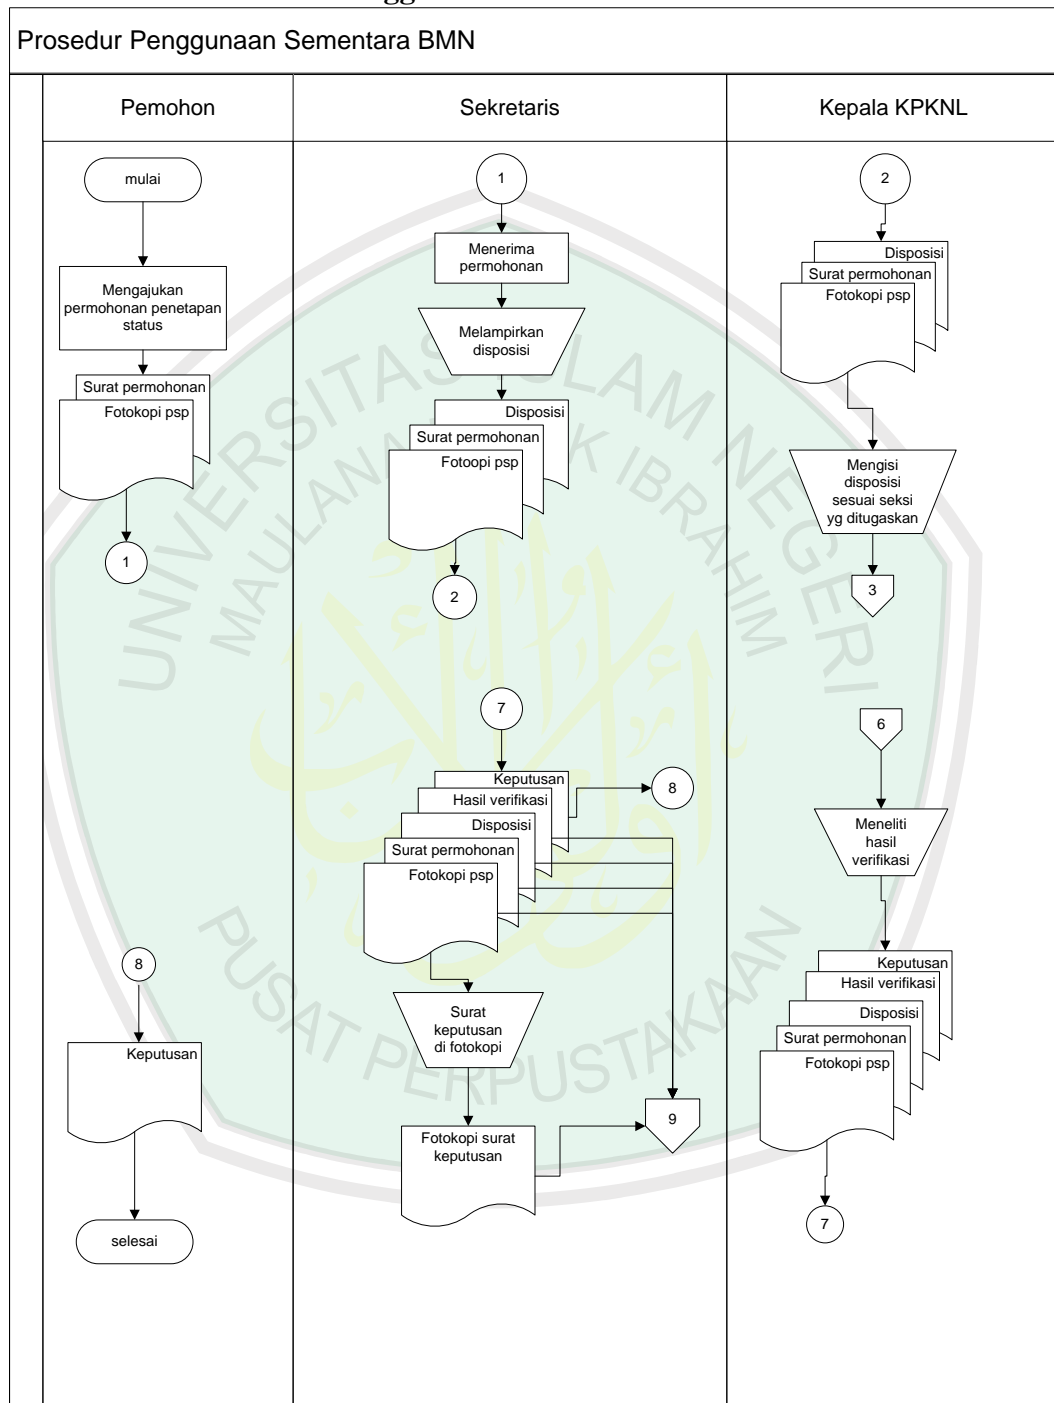 Prosedur Penggunaan Sementara BMN
Pemohon
Sekretaris
Kepala KPKNL
mulai
Mengajukan
permohonan penetapan
status
Surat permohonan
Fotokopi psp
1
8
Keputusan
selesai
1
Menerima
permohonan
Melampirkan
disposisi
Disposisi
Surat permohonan
Fotoopi psp
2
7
Keputusan
Hasil verifikasi
Disposisi
Surat permohonan
Fotokopi psp
8
Surat
keputusan
di fotokopi
Fotokopi surat
keputusan
9
2
Disposisi
Surat permohonan
Fotokopi psp
Mengisi
disposisi
sesuai seksi
yg ditugaskan
3
6
Meneliti
hasil
verifikasi
Keputusan
Hasil verifikasi
Disposisi
Surat permohonan
Fotokopi psp
7
UNIVERSITAS ISLAM NEGERI
MAULANA MALIK IBRAHIM
PUSAT PERPUSTAKAAN